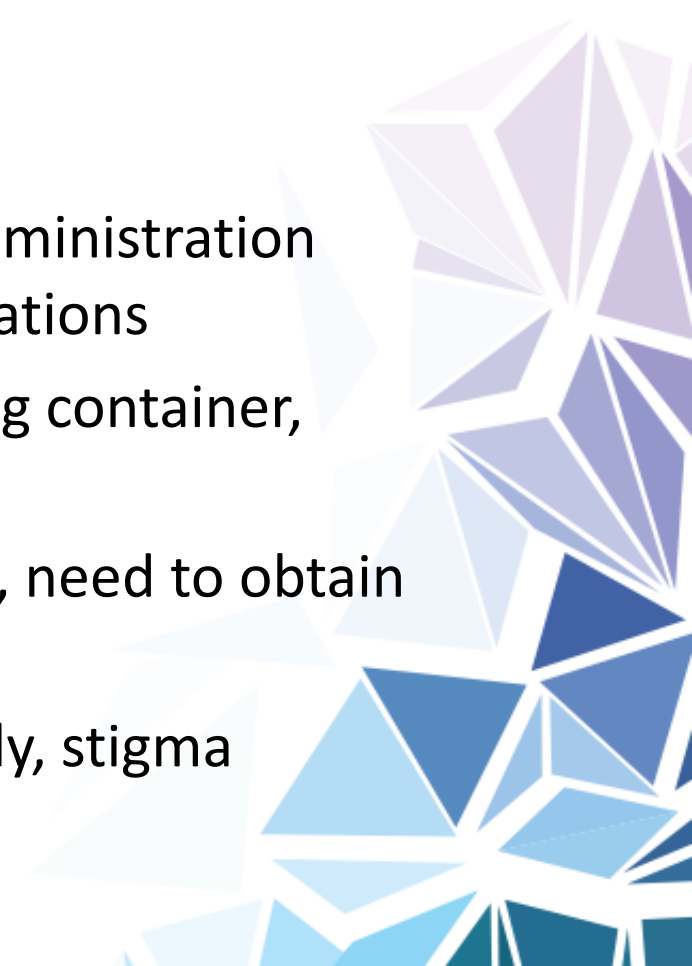 ministration
ations
g container,
, need to obtain
ly, stigma